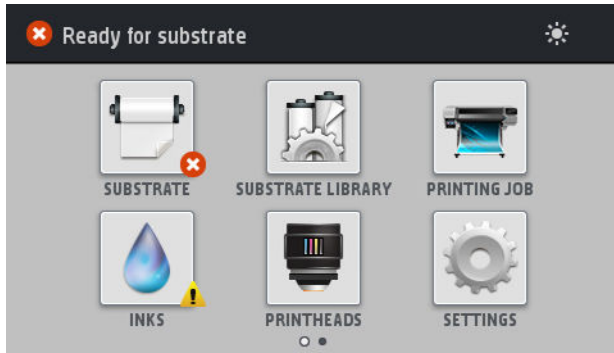 Ready for substrate
SUBSTRATE SUBSTRATE LIBRARY PRINTING JOB
INKS PRINTHEADS SETTINGS